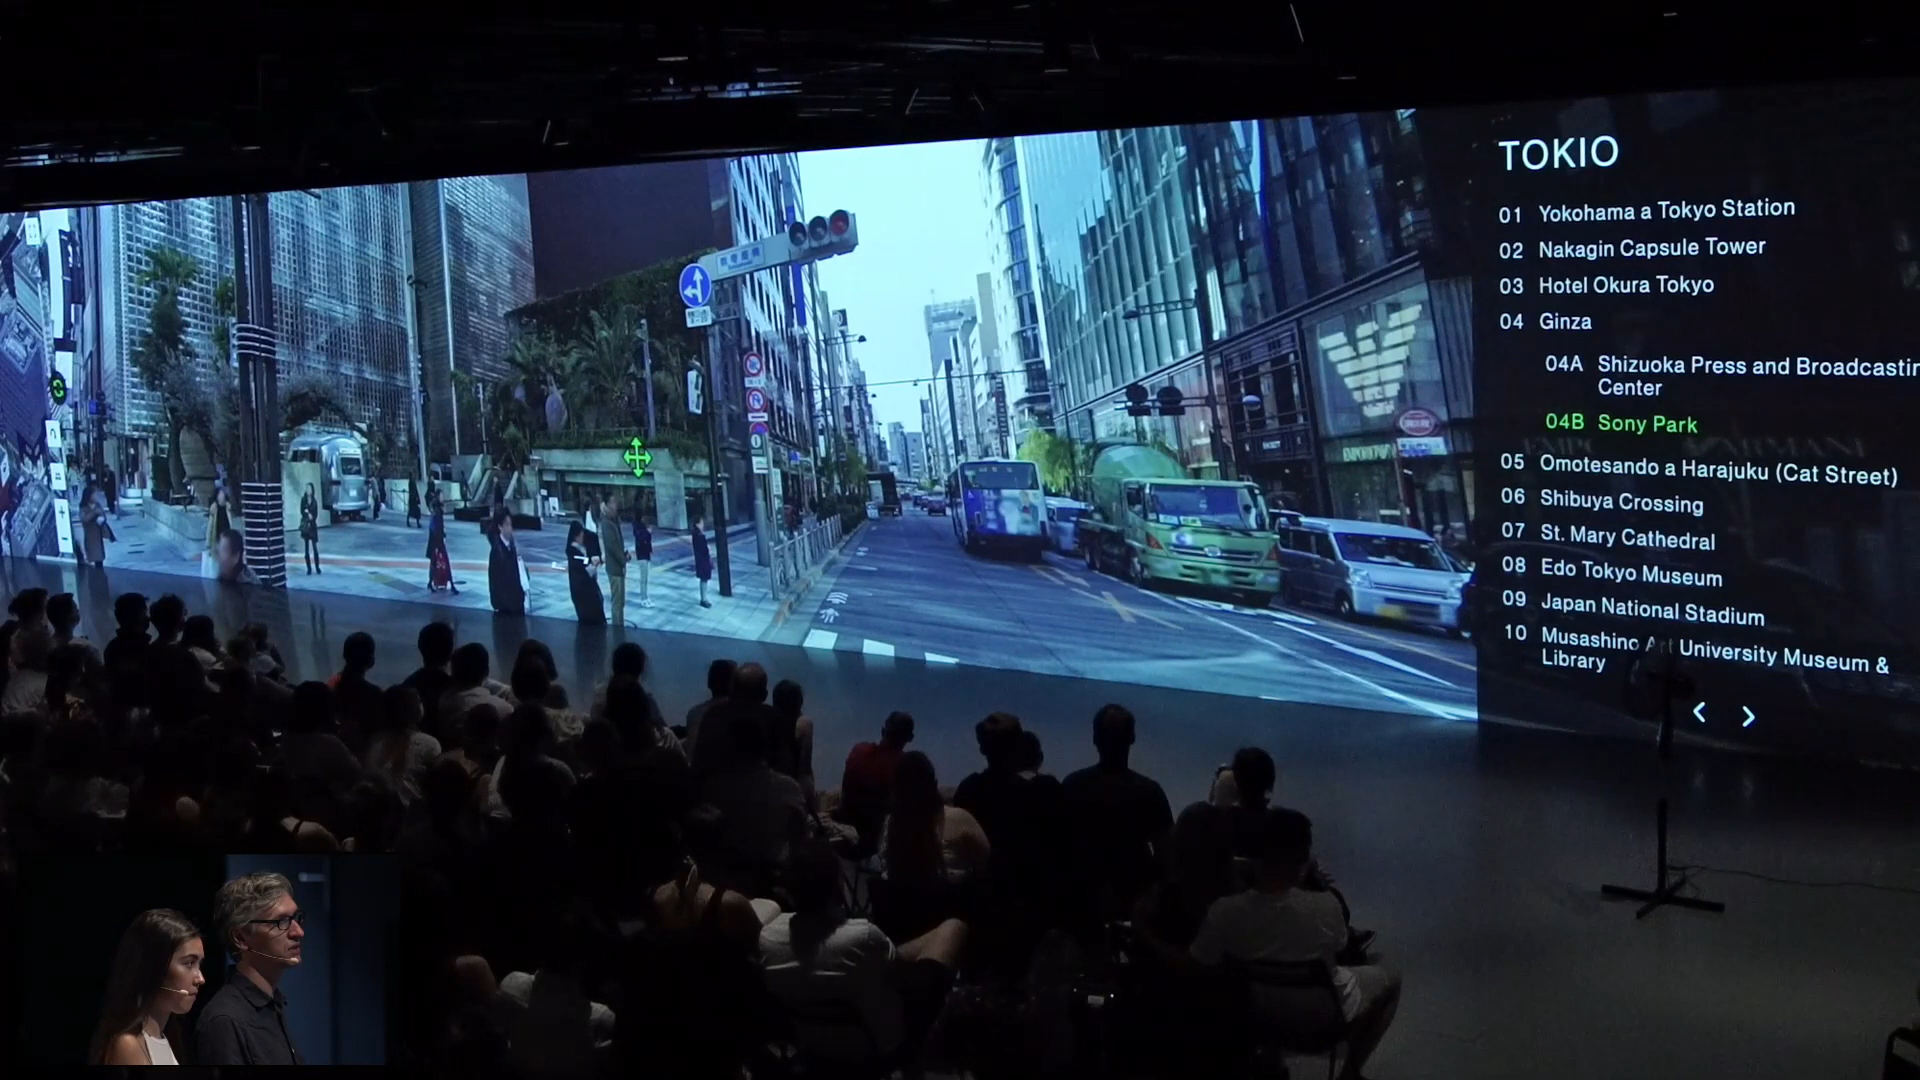 TOKIO
01 Yokohama a Tokyo Station
02 Nakagin Capsule Tower
03 Hotel Okura Tokyo
04 Ginza
04A Shizuoka Press and Broadcastin
Center
04B Sony Park
05 Omotesando a Harajuku (Cat Street)
06 Shibuya Crossing
07 St. Mary Cathedral
08 Edo Tokyo Museum
09 Japan National Stadium
10 Musashino Art University Museum &
Library